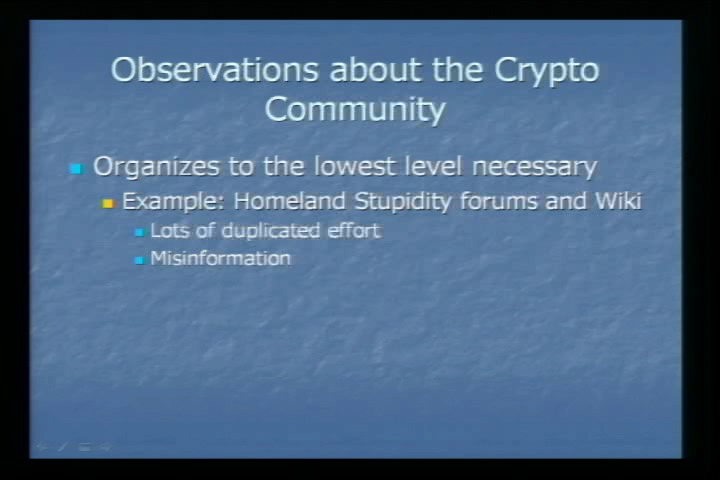 Observations about the Crypto
Community
Organizes to the lowest level necessary
Example: Homeland Stupidity forums and Wiki
Lots of duplicated effort
Misinformation